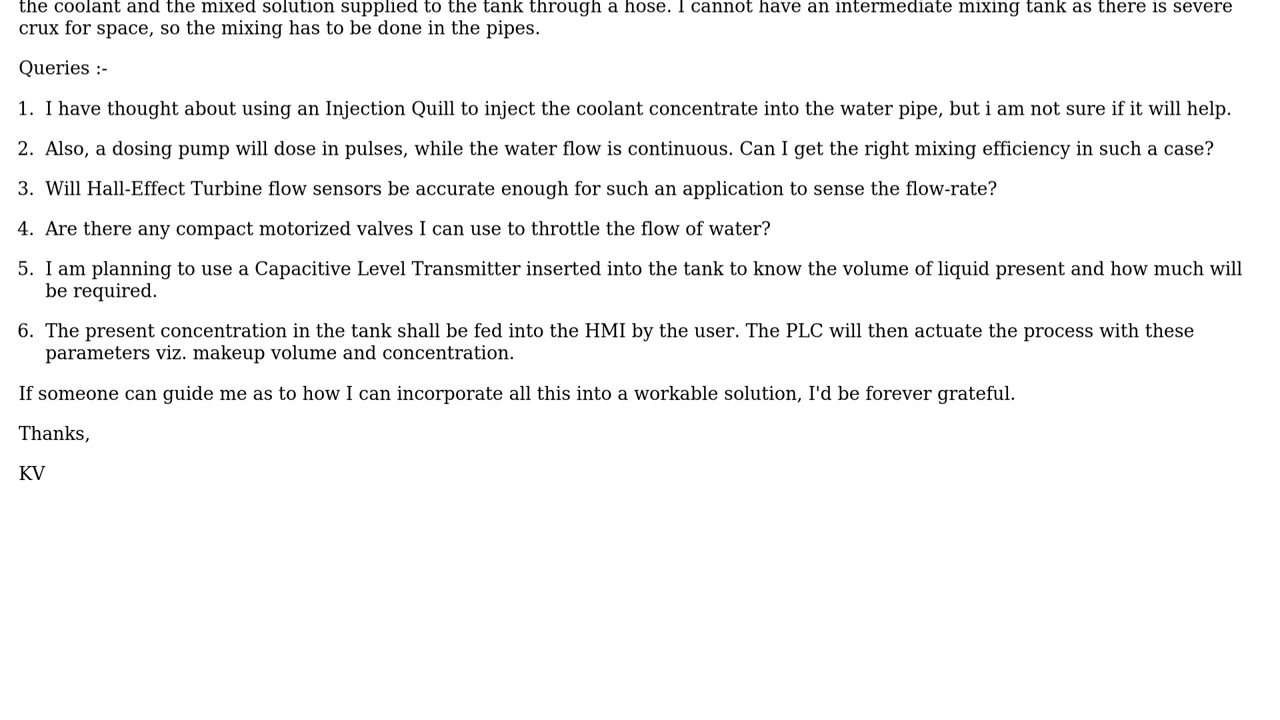 the coolant and the mixed solution supplied to the tank through a hose. I cannot have an intermediate mixing tank as there is severe
crux for space, so the mixing has to be done in the pipes.
Queries :-
1. I have thought about using an Injection Quill to inject the coolant concentrate into the water pipe, but i am not sure if it will help.
2. Also, a dosing pump will dose in pulses, while the water flow is continuous. Can I get the right mixing efficiency in such a case?
3. Will Hall-Effect Turbine flow sensors be accurate enough for such an application to sense the flow-rate?
4. Are there any compact motorized valves I can use to throttle the flow of water?
5. I am planning to use a Capacitive Level Transmitter inserted into the tank to know the volume of liquid present and how much will
be required.
6. The present concentration in the tank shall be fed into the HMI by the user. The PLC will then actuate the process with these
parameters viz. makeup volume and concentration.
If someone can guide me as to how I can incorporate all this into a workable solution, I'd be forever grateful.
Thanks,
KV